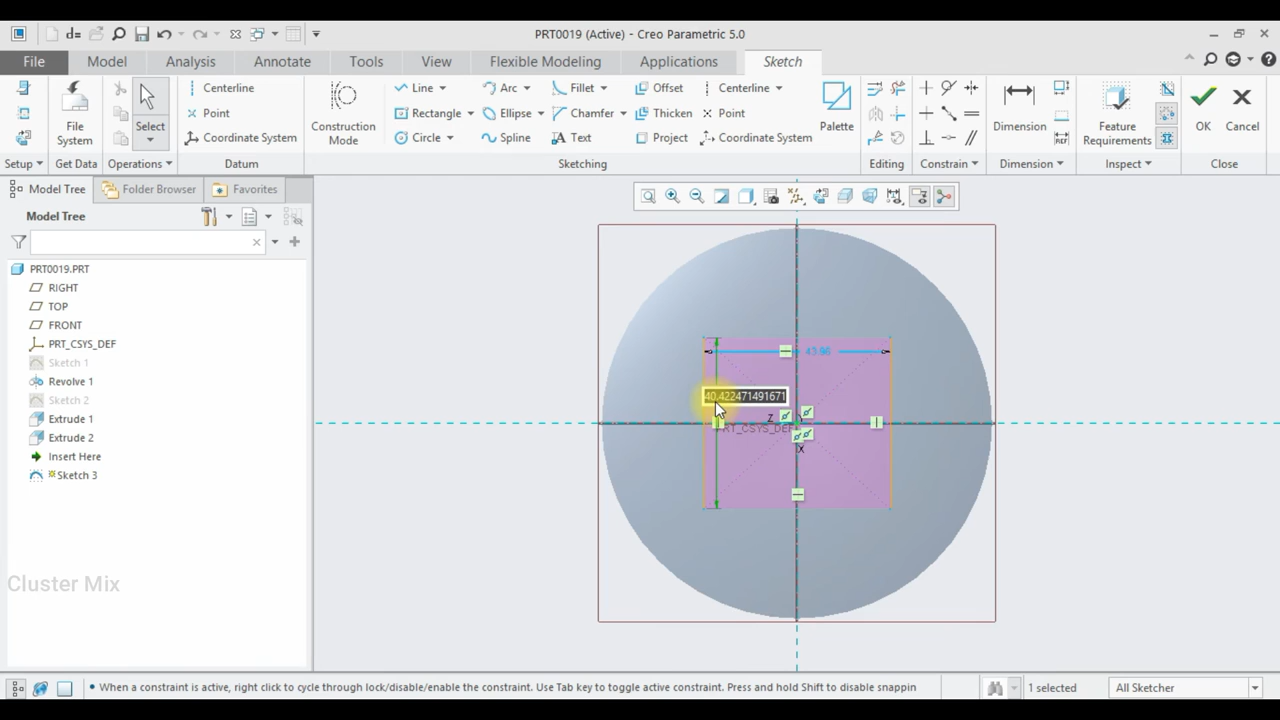 PRT0019 (Active) - Creo Parametric 5.0
File Model Analysis Annotate Tools View Flexible Modeling Applications Sketch
File System
Select
Centerline
Point
Coordinate System
Construction Mode
Line
Rectangle
Circle
Arc
Ellipse
Spline
Fillet
Chamfer
Text
Offset
Thicken
Project
Centerline
Point
Coordinate System
Palette
Dimension
Feature Requirements
OK
Cancel
Setup Get Data Operations Datum Sketching Editing Constrain Dimension Inspect Close
Model Tree Folder Browser Favorites
Model Tree
PRT0019.PRT
RIGHT
TOP
FRONT
PRT_CSYS_DEF
Sketch 1
Revolve 1
Sketch 2
Extrude 1
Extrude 2
Insert Here
Sketch 3
Cluster Mix
43.96
40.422471491671
Z
Y
PRT_CSYS_DEF
X
• When a constraint is active, right click to cycle through lock/disable/enable the constraint. Use Tab key to toggle active constraint. Press and hold Shift to disable snappin
1 selected
All Sketcher